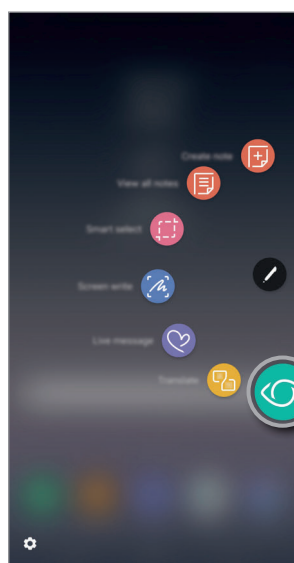 Create note
View all notes
Smart select
Screen write
Live message
Translate